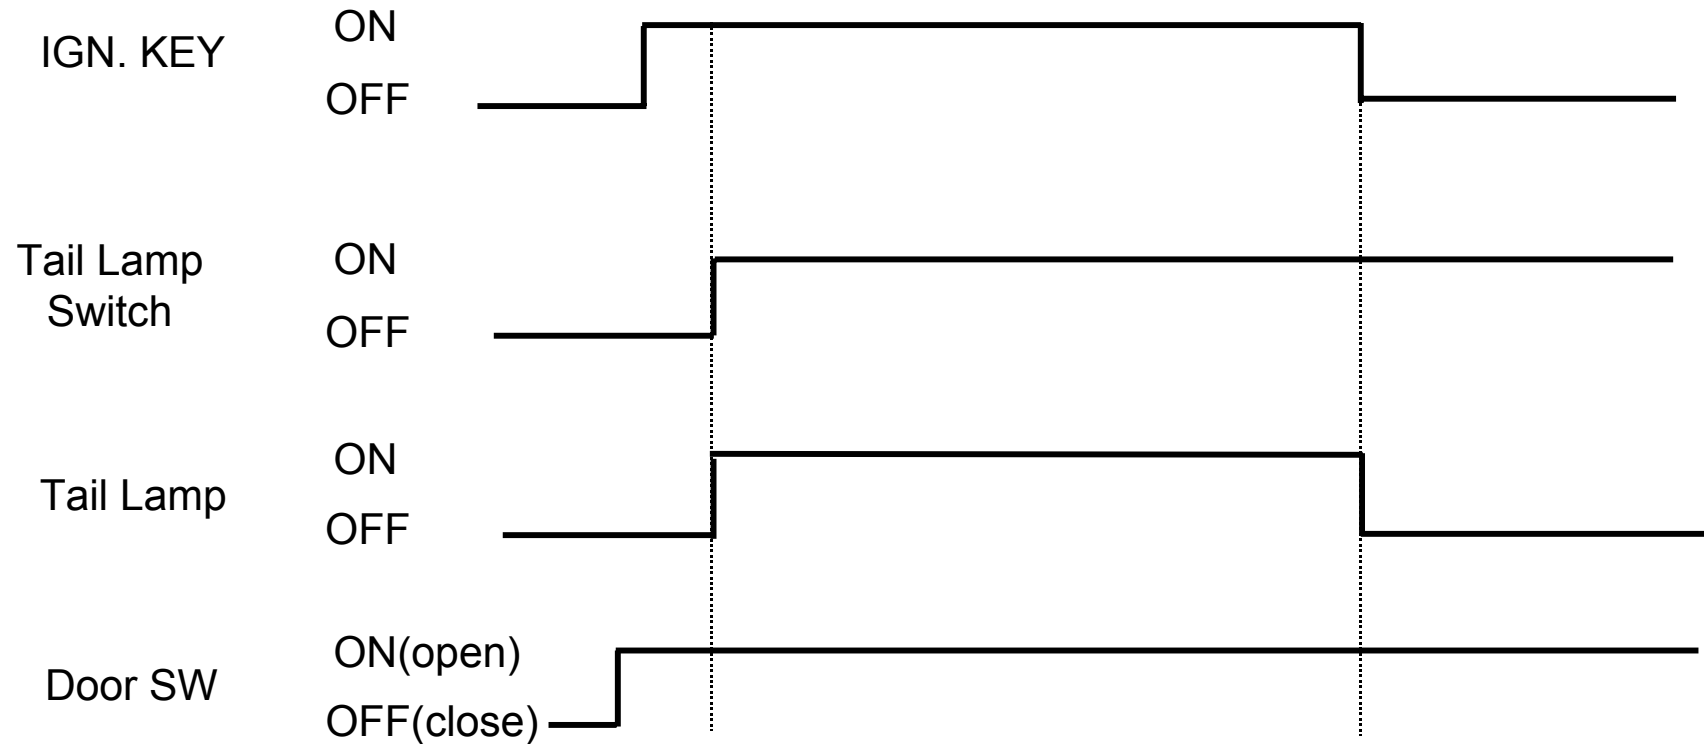 IGN. KEY
ON
OFF
Tail Lamp
Switch
ON
OFF
Tail Lamp
ON
OFF
Door SW
ON(open)
OFF(close)